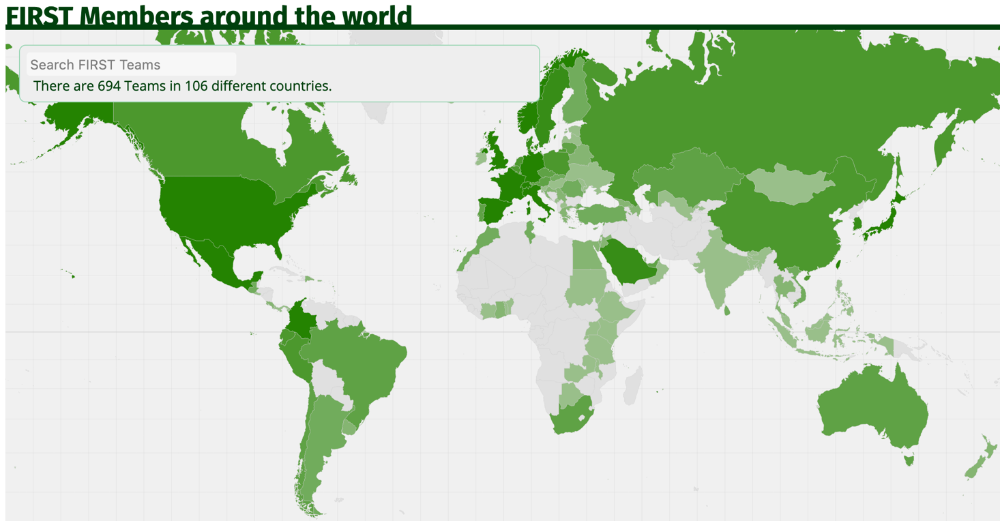 FIRST Members around the world
Search FIRST Teams
There are 694 Teams in 106 different countries.